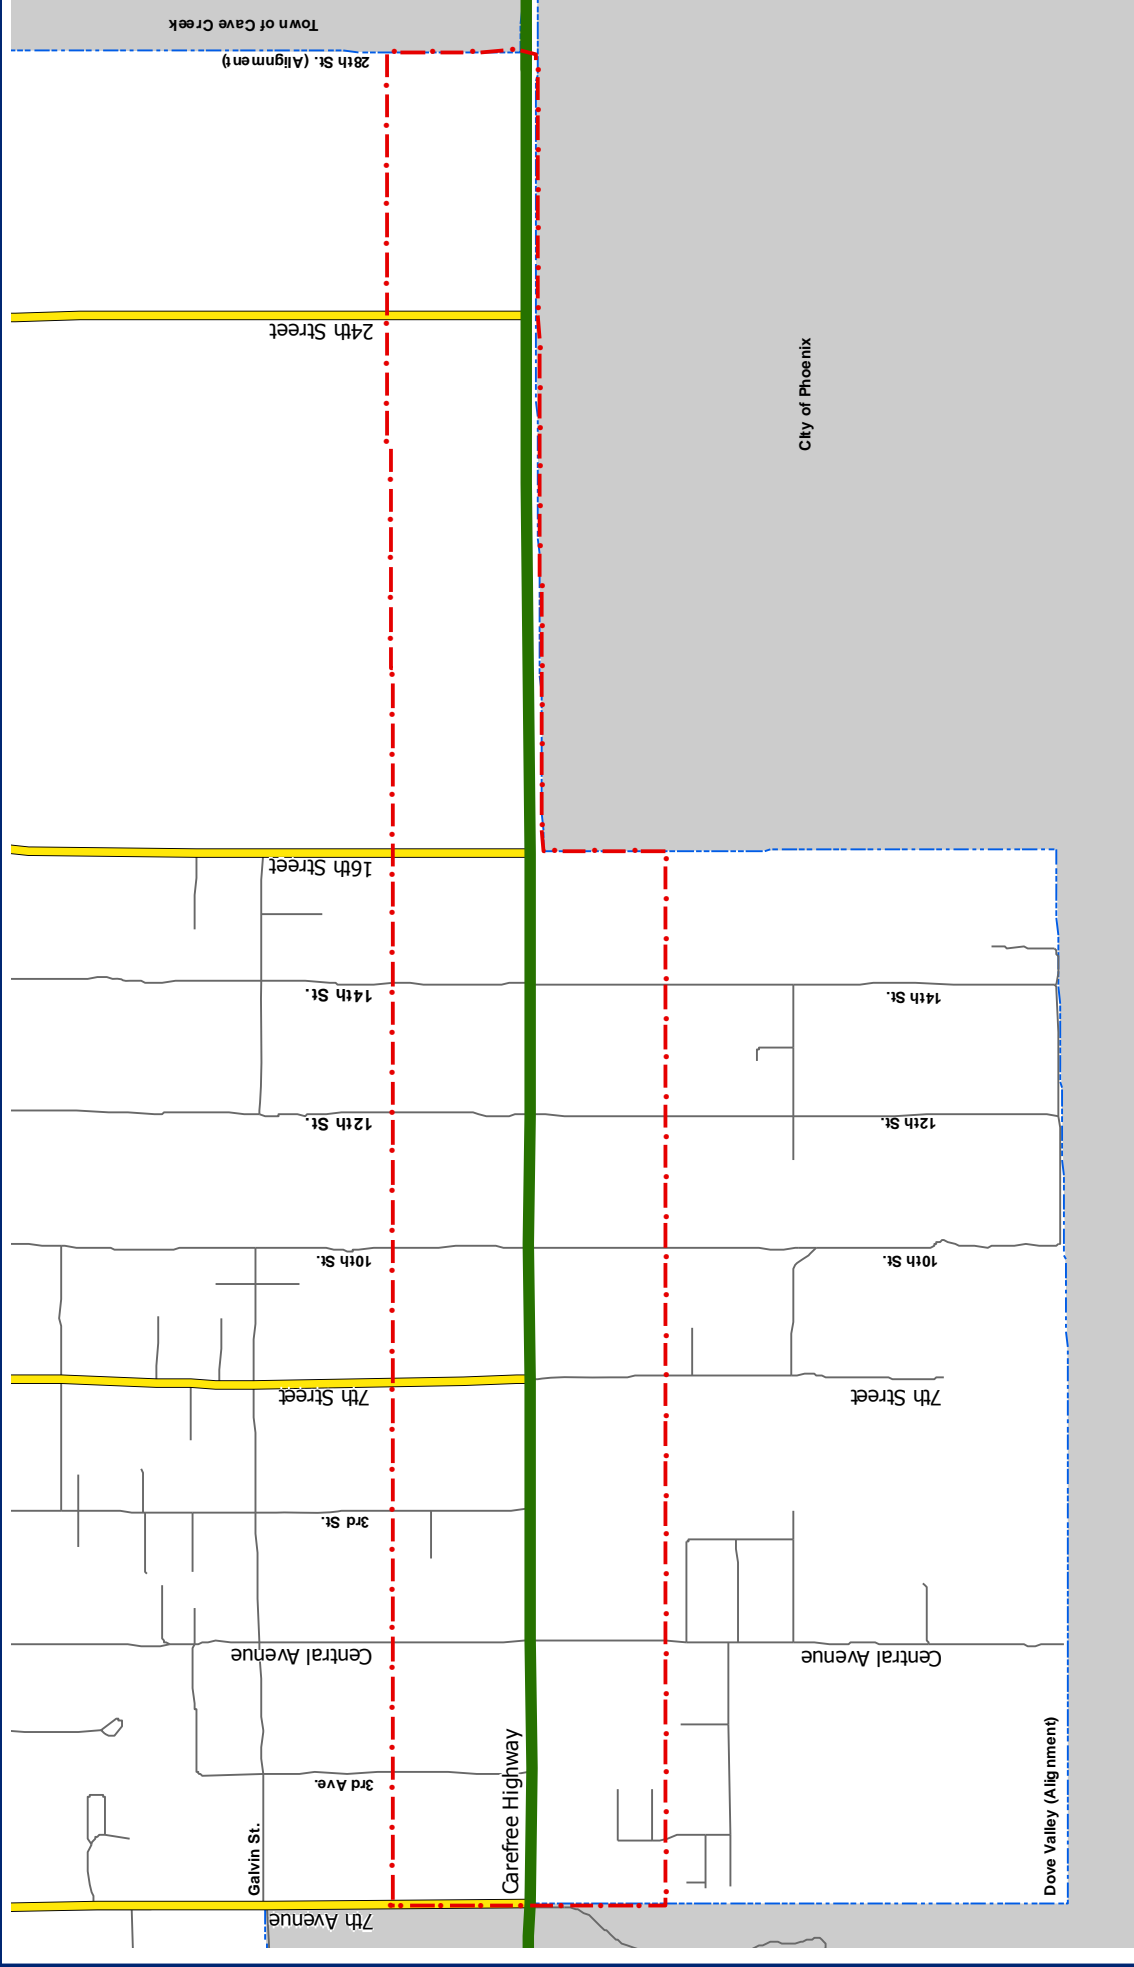 Town of Cave Creek
28th St. (Alignment)
24th Street
City of Phoenix
16th Street
14th St.
14th St.
12th St.
12th St.
10th St.
10th St.
7th Street
7th Street
3rd St.
Central Avenue
Central Avenue
3rd Ave.
Carefree Highway
Galvin St.
Dove Valley (Alignment)
7th Avenue